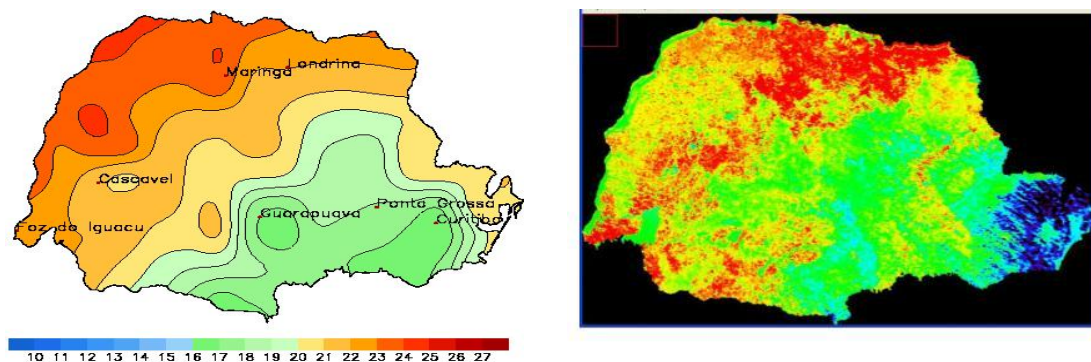 Londrina
Maringá
Cascavel
Ponta Grossa
Guarapuava
Curitiba
Foz do Iguacu
10 11 12 13 14 15 16 17 18 19 20 21 22 23 24 25 26 27